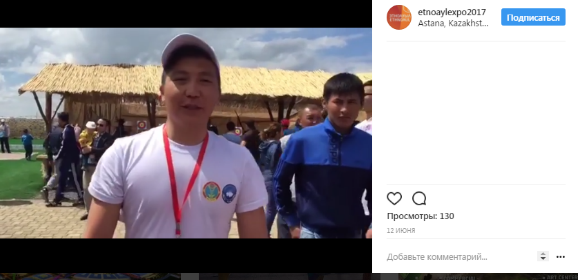 etnoaylexpo2017
Astana, Kazakhst...
Подписаться
Просмотры: 130
12 ИЮНЯ
Добавьте комментарий...